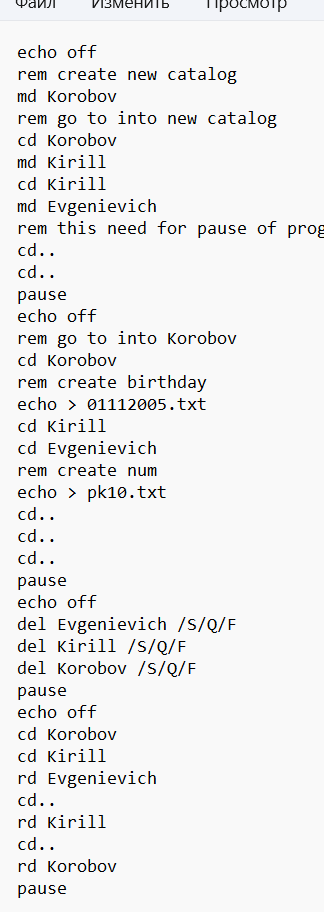 Файл Изменить Просмотр
echo off
rem create new catalog
md Korobov
rem go to into new catalog
cd Korobov
md Kirill
cd Kirill
md Evgenievich
rem this need for pause of prog
cd..
cd..
pause
echo off
rem go to into Korobov
cd Korobov
rem create birthday
echo > 01112005.txt
cd Kirill
cd Evgenievich
rem create num
echo > pk10.txt
cd..
cd..
cd..
pause
echo off
del Evgenievich /S/Q/F
del Kirill /S/Q/F
del Korobov /S/Q/F
pause
echo off
cd Korobov
cd Kirill
rd Evgenievich
cd..
rd Kirill
cd..
rd Korobov
pause